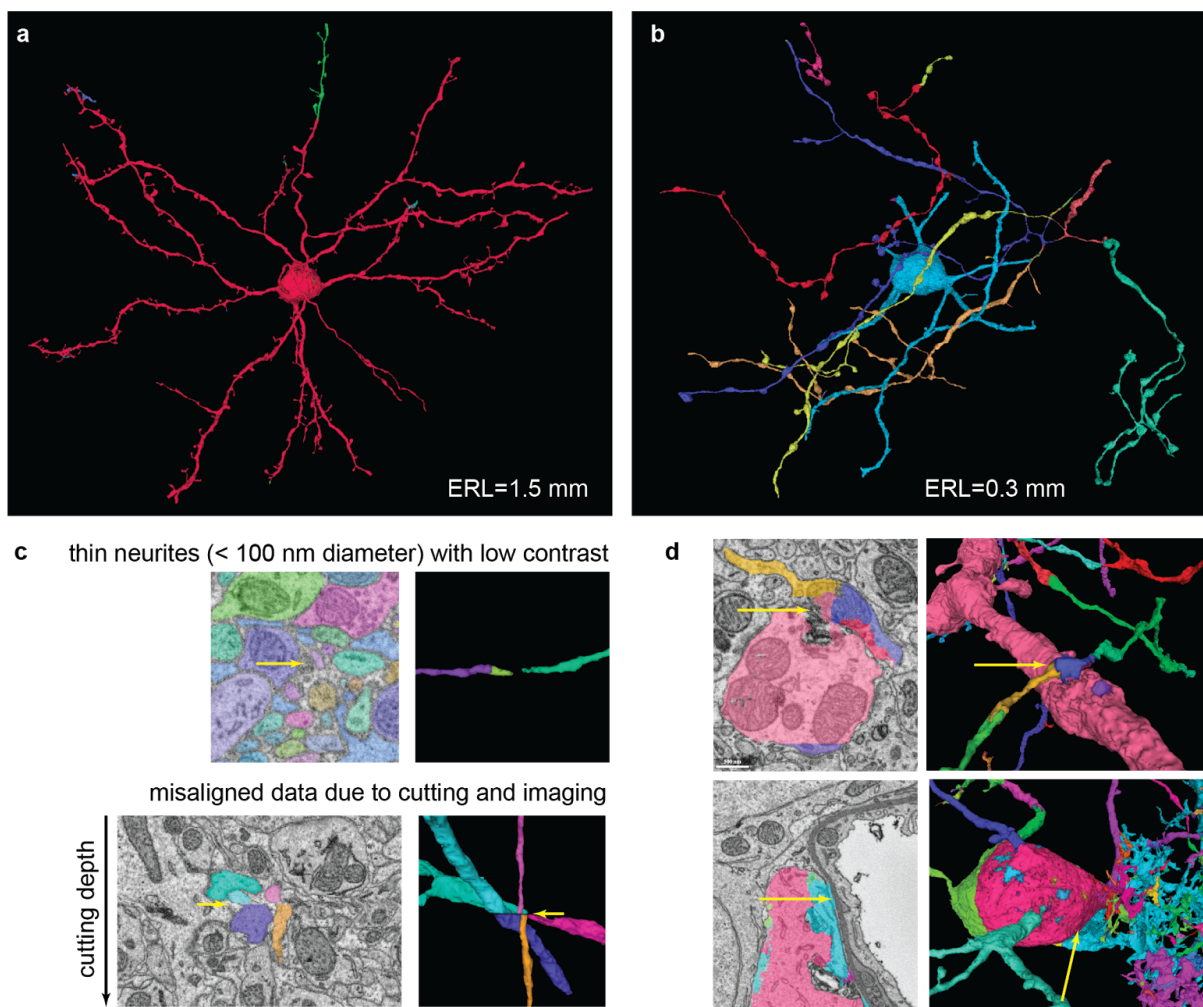 a
b
ERL=1.5 mm
ERL=0.3 mm
c
thin neurites (< 100 nm diameter) with low contrast
d
misaligned data due to cutting and imaging
cutting depth